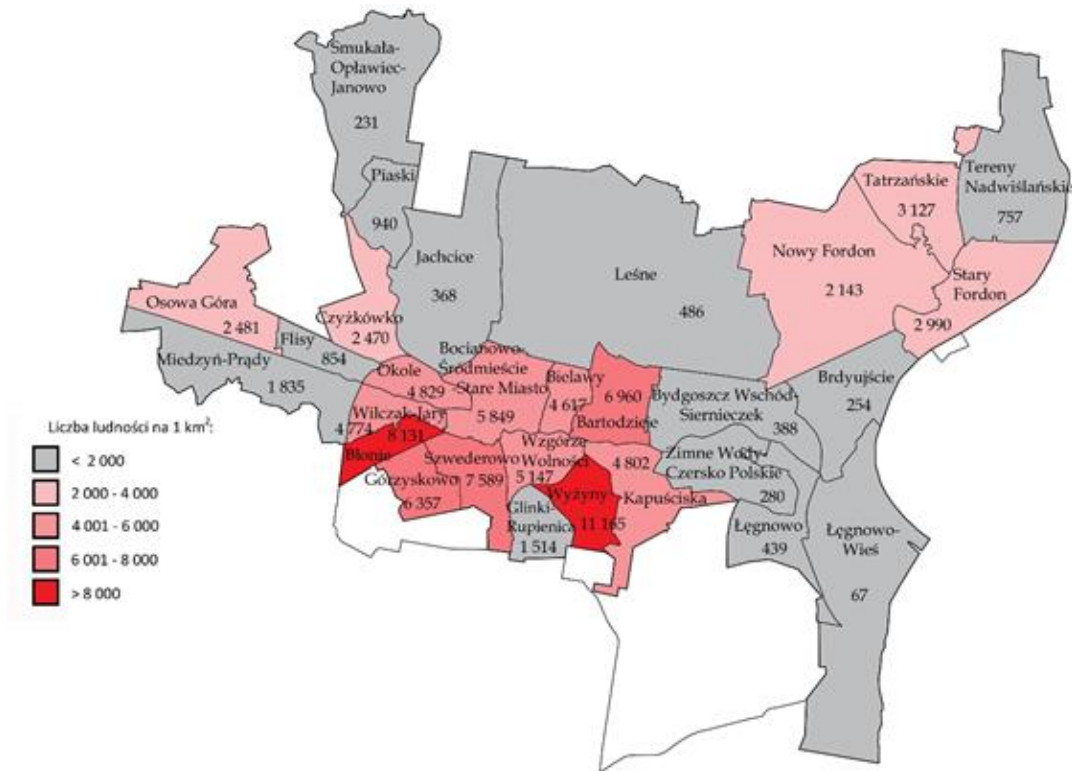 Smukała-
Opławiec-
Janowo
231
Piaski
940
Jachcice
368
Leśne
486
Tatrzańskie
3 127
Tereny
Nadwiślańskie
757
Nowy Fordon
2 143
Stary
Fordon
2 990
Osowa Góra
2 481
Czyżkówko
2 470
Flisy
854
Miedzyń-Prądy
1 835
Okole
4 829
Bocianowo-
Śródmieście
-Stare Miasto
5 849
Bielawy
4 617
6 960
Bartodzieje
Bydgoszcz Wschód-
Siernieczek
388
Brdyujście
254
Wilczak-Jary
4 774
8 131
Błonie
Górzyskowo
6 357
Szwederowo
7 589
Wzgórze
Wolności
5 147
4 802
Kapuściska
Wyżyny
11 165
Glinki-
Rupienica
1 514
Zimne Wody-
Czersko Polskie
280
Łęgnowo
439
Łęgnowo-
Wieś
67
Liczba ludności na 1 km²:
< 2 000
2 000 - 4 000
4 001 - 6 000
6 001 - 8 000
> 8 000